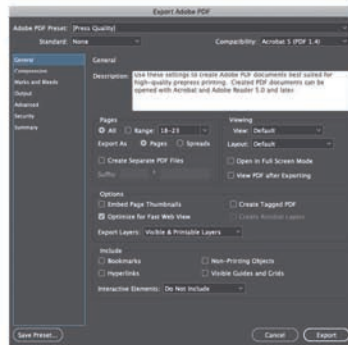 Export Adobe PDF
Adobe PDF Preset: [Press Quality]
Standard: None
Compatibility: Acrobat 5 (PDF 1.4)
General
Compression
Marks and Bleeds
Output
Advanced
Security
Summary
General
Description: Use these settings to create Adobe PDF documents best suited for
high-quality prepress printing. Created PDF documents can be
opened with Acrobat and Adobe Reader 5.0 and later.
Pages
All Range: 18-23
Export As Pages Spreads
Create Separate PDF Files
Suffix:
Viewing
View: Default
Layout: Default
Open in Full Screen Mode
View PDF after Exporting
Options
Embed Page Thumbnails
Create Tagged PDF
Optimize for Fast Web View
Create Acrobat Layers
Export Layers: Visible & Printable Layers
Include
Bookmarks
Non-Printing Objects
Hyperlinks
Visible Guides and Grids
Interactive Elements: Do Not Include
Save Preset...
Cancel
Export